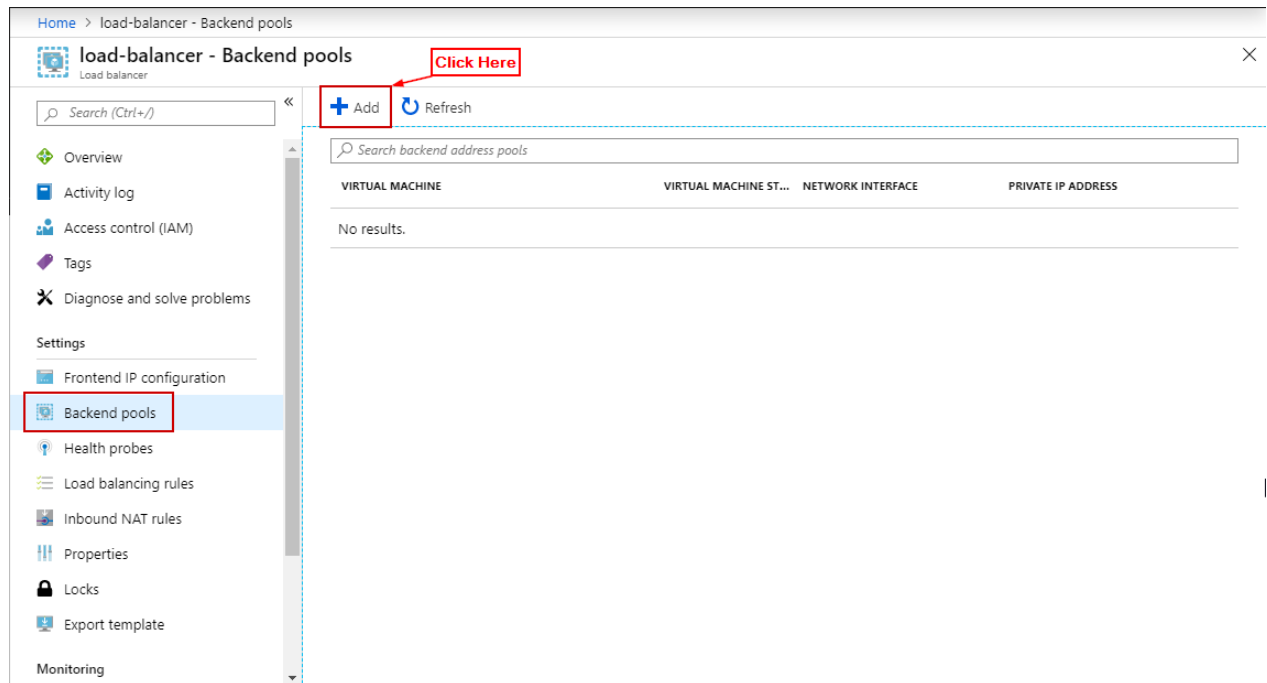 Home > load-balancer - Backend pools
load-balancer - Backend pools
Load balancer
Click Here
Search (Ctrl+/)
«
Add
Refresh
Overview
Activity log
Access control (IAM)
Tags
Diagnose and solve problems
Settings
Frontend IP configuration
Backend pools
Health probes
Load balancing rules
Inbound NAT rules
Properties
Locks
Export template
Monitoring
Search backend address pools
VIRTUAL MACHINE VIRTUAL MACHINE ST... NETWORK INTERFACE PRIVATE IP ADDRESS
No results.